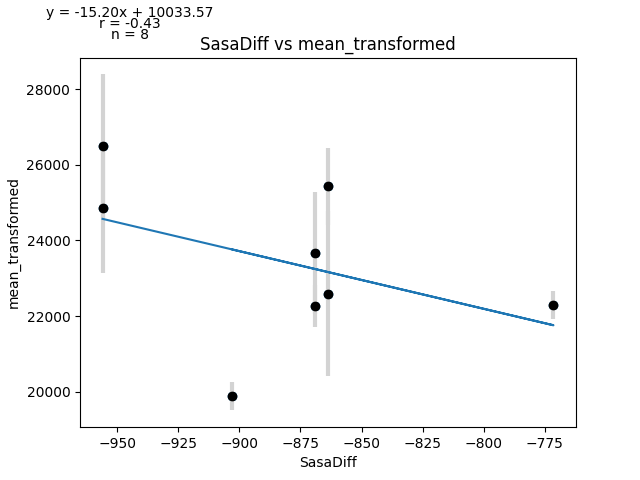 y = -15.20x + 10033.57
r = -0.43
n = 8
SasaDiff vs mean_transformed
28000
26000
24000
22000
20000
mean_transformed
−950
−925
−900
−875
−850
−825
−800
−775
SasaDiff